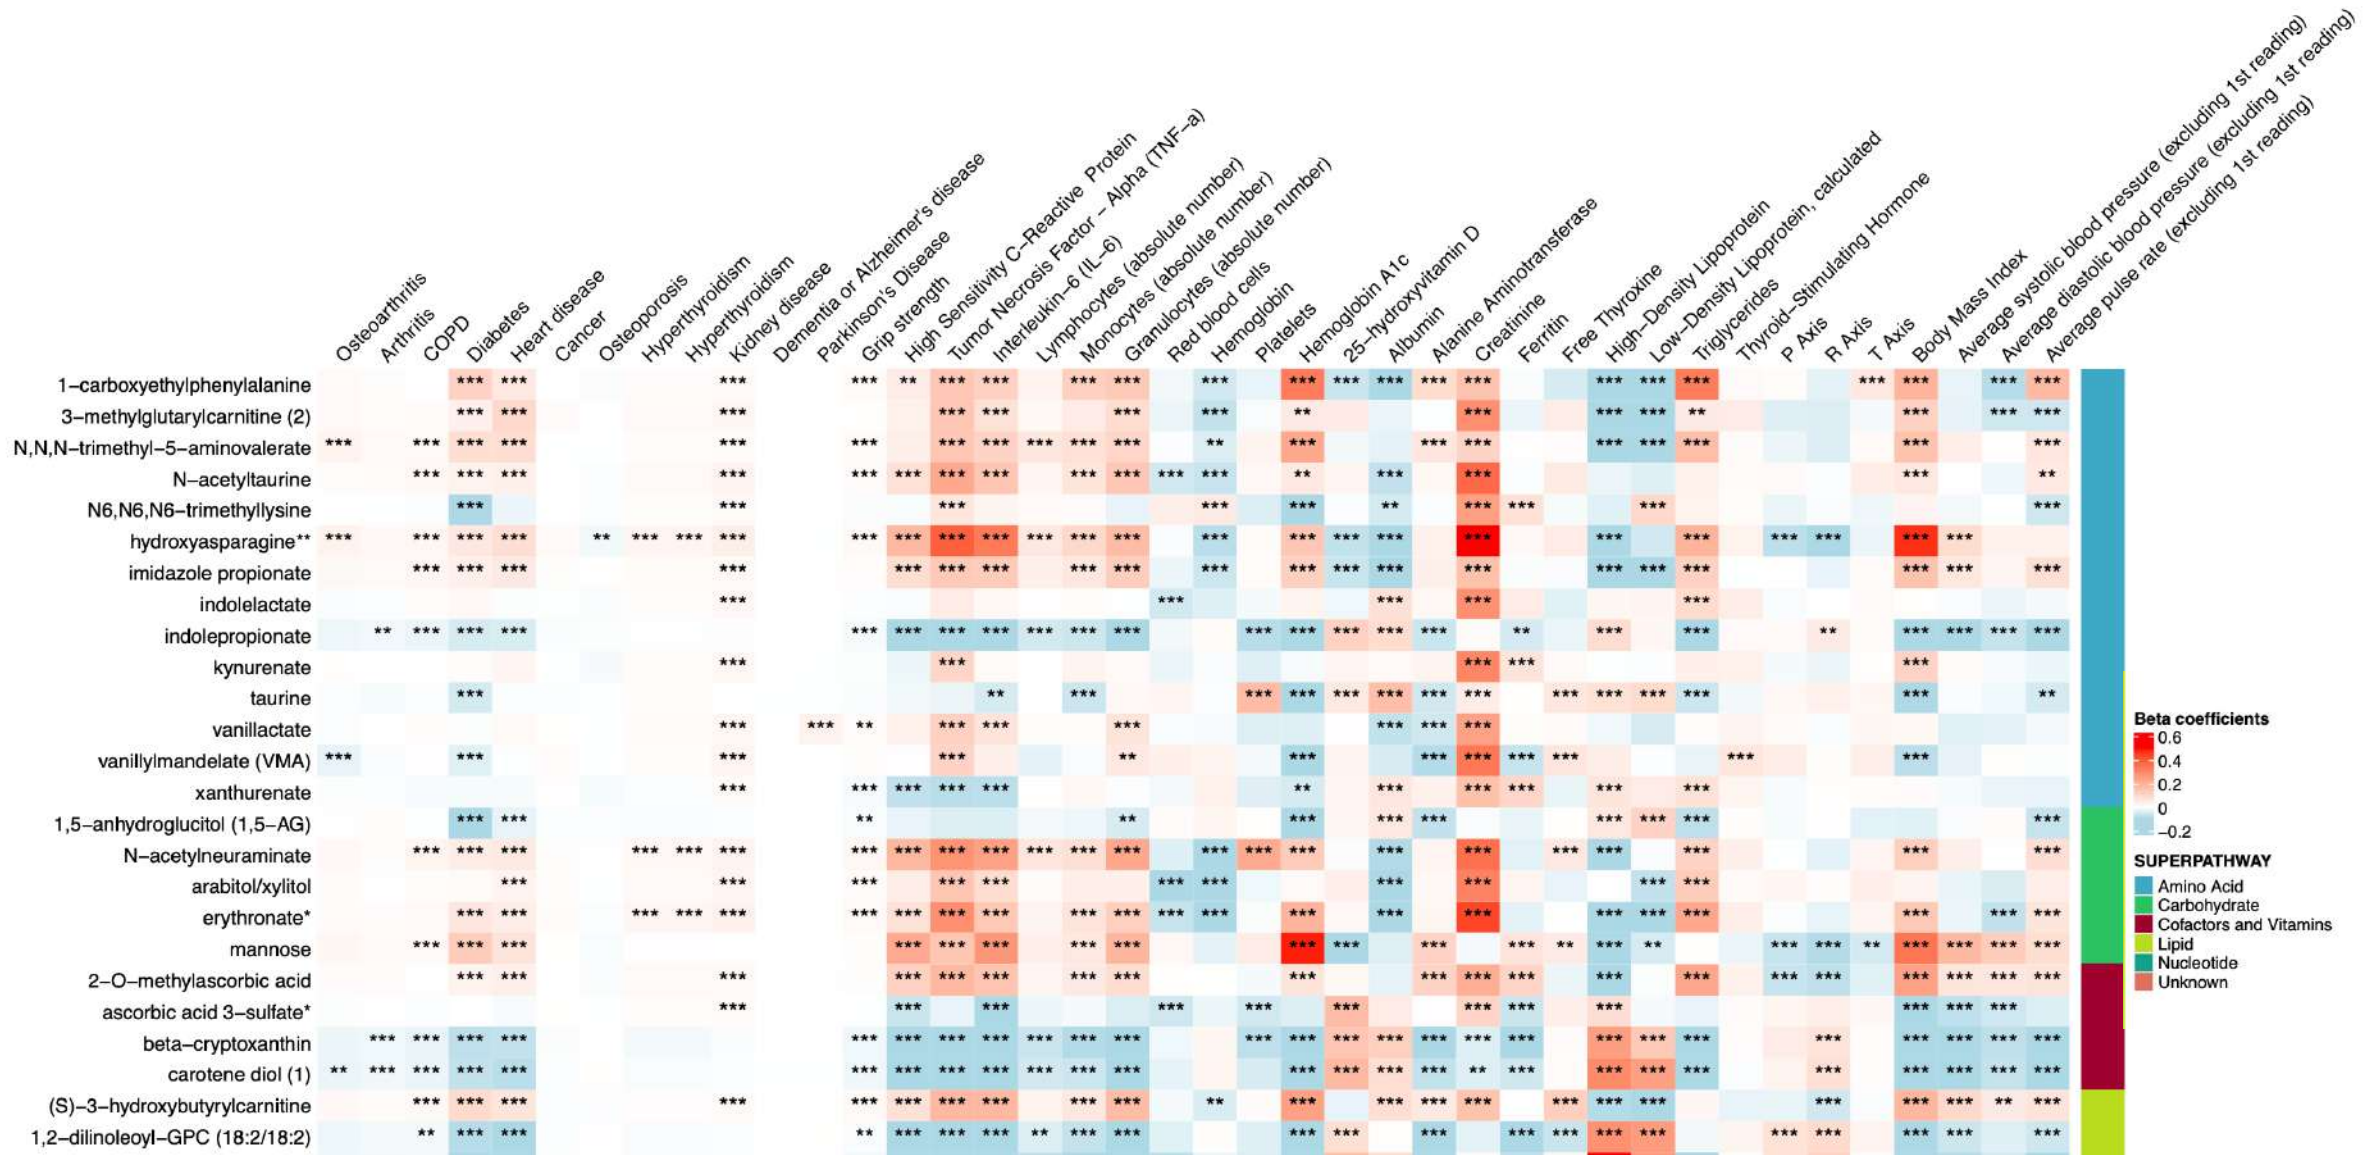 Osteoarthritis
Arthritis
COPD
Diabetes
Heart disease
Cancer
Osteoporosis
Hyperthyroidism
Hyperthyroidism
Kidney disease
Dementia or Alzheimer's disease
Parkinson's Disease
Grip strength
High Sensitivity C-Reactive Protein
Tumor Necrosis Factor - Alpha (TNF-a)
Interleukin-6 (IL-6)
Lymphocytes (absolute number)
Monocytes (absolute number)
Granulocytes (absolute number)
Red blood cells
Hemoglobin
Platelets
Hemoglobin A1c
25-hydroxyvitamin D
Albumin
Alanine Aminotransferase
Creatinine
Ferritin
Free Thyroxine
High-Density Lipoprotein
Low-Density Lipoprotein, calculated
Triglycerides
Thyroid-Stimulating Hormone
P Axis
R Axis
T Axis
Body Mass Index
Average systolic blood pressure (excluding 1st reading)
Average diastolic blood pressure (excluding 1st reading)
Average pulse rate (excluding 1st reading)
1-carboxyethylphenylalanine
3-methylglutarylcarnitine (2)
N,N,N-trimethyl-5-aminovalerate
N-acetyltaurine
N6,N6,N6-trimethyllysine
hydroxyasparagine**
imidazole propionate
indolelactate
indolepropionate
kynurenate
taurine
vanillactate
vanillylmandelate (VMA)
xanthurenate
1,5-anhydroglucitol (1,5-AG)
N-acetylneuraminate
arabitol/xylitol
erythronate*
mannose
2-O-methylascorbic acid
ascorbic acid 3-sulfate*
beta-cryptoxanthin
carotene diol (1)
(S)-3-hydroxybutyrylcarnitine
1,2-dilinoleoyl-GPC (18:2/18:2)
Beta coefficients
0.6
0.4
0.2
0
-0.2
SUPERPATHWAY
Amino Acid
Carbohydrate
Cofactors and Vitamins
Lipid
Nucleotide
Unknown